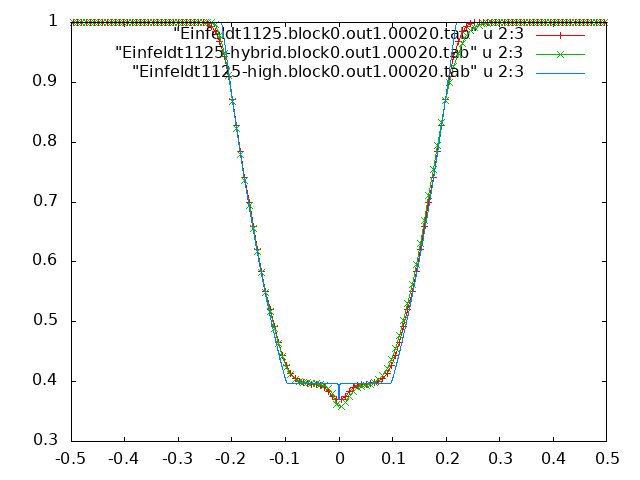 1
0.9
0.8
0.7
0.6
0.5
0.4
0.3
-0.5 -0.4 -0.3 -0.2 -0.1 0 0.1 0.2 0.3 0.4 0.5
"Einfeldt1125.block0.out1.00020.tab" u 2:3
"Einfeldt1125-hybrid.block0.out1.00020.tab" u 2:3
"Einfeldt1125-high.block0.out1.00020.tab" u 2:3